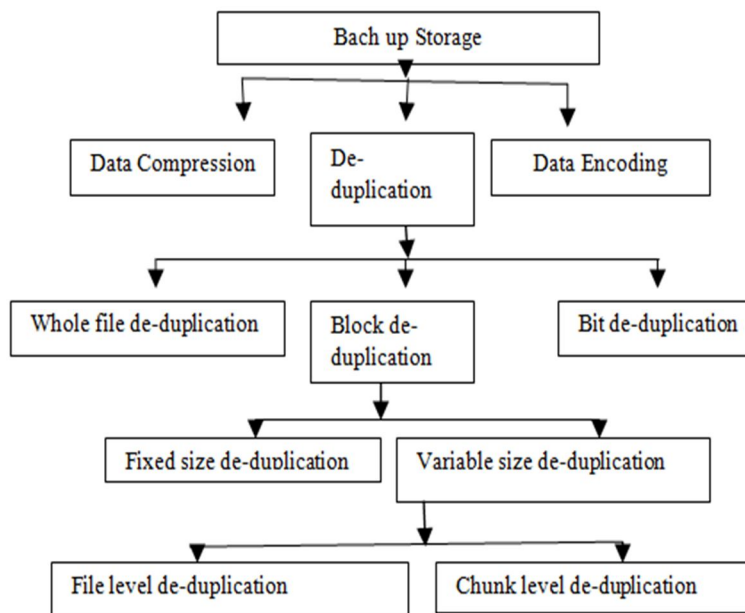 Bach up Storage
Data Compression
De-
duplication
Data Encoding
Whole file de-duplication
Block de-
duplication
Bit de-duplication
Fixed size de-duplication
Variable size de-duplication
File level de-duplication
Chunk level de-duplication